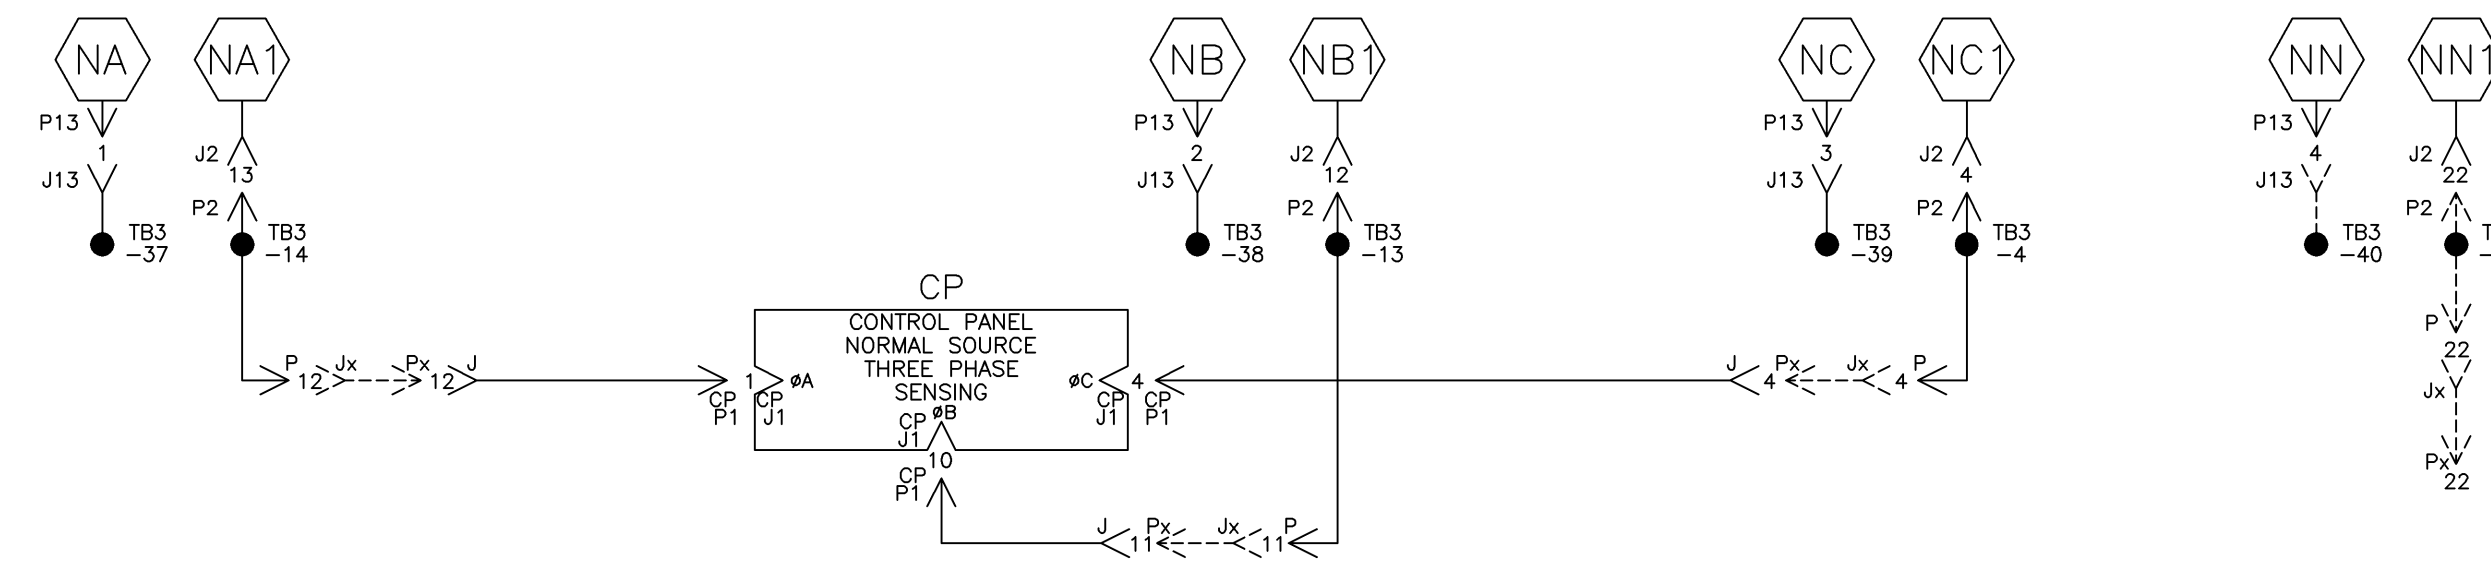 NA
NA1
NB
NB1
NC
NC1
NN
NN1
P13
1
J13
TB3
-37
J2
13
P2
TB3
-14
P13
2
J13
TB3
-38
J2
12
P2
TB3
-13
P13
3
J13
TB3
-39
J2
4
P2
TB3
-4
P13
4
J13
TB3
-40
J2
22
P2
P
22
Jx
Px
22
CP
CONTROL PANEL
NORMAL SOURCE
THREE PHASE
SENSING
P
12
Jx
Px
12
J
1
øA
CP
P1
CP
J1
øB
CP
J1
10
CP
P1
øC
4
CP
J1
CP
P1
J
4
Px
Jx
4
P
J
11
Px
Jx
11
P